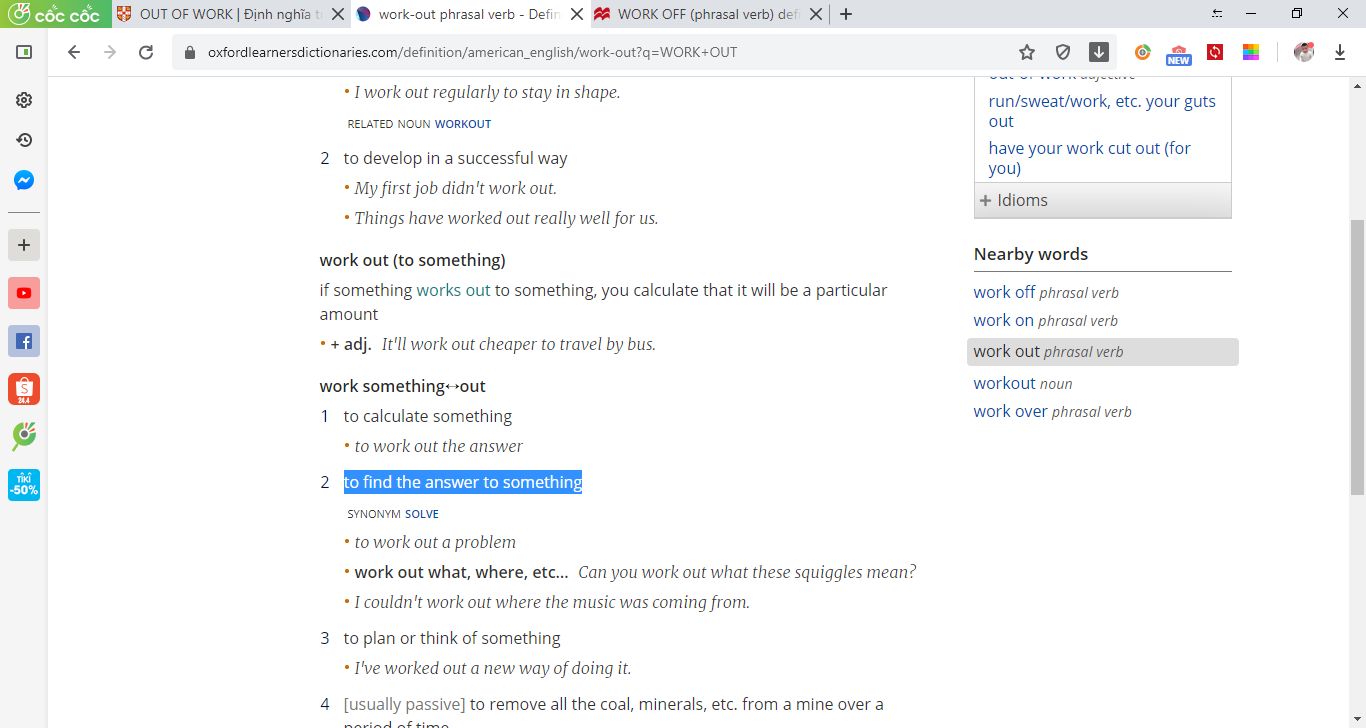 cốc cốc
OUT OF WORK | Định nghĩa t
work-out phrasal verb - Defin
WORK OFF (phrasal verb) defi
oxfordlearnersdictionaries.com/definition/american_english/work-out?q=WORK+OUT
NEW
• I work out regularly to stay in shape.
RELATED NOUN WORKOUT
2 to develop in a successful way
• My first job didn't work out.
• Things have worked out really well for us.
work out (to something)
if something works out to something, you calculate that it will be a particular
amount
• + adj. It'll work out cheaper to travel by bus.
work something↔out
1 to calculate something
• to work out the answer
2 to find the answer to something
SYNONYM SOLVE
• to work out a problem
• work out what, where, etc... Can you work out what these squiggles mean?
• I couldn't work out where the music was coming from.
3 to plan or think of something
• I've worked out a new way of doing it.
4 [usually passive] to remove all the coal, minerals, etc. from a mine over a
period of time
out of work adjective
run/sweat/work, etc. your guts
out
have your work cut out (for
you)
+ Idioms
Nearby words
work off phrasal verb
work on phrasal verb
work out phrasal verb
workout noun
work over phrasal verb
24.4
TIKI
-50%